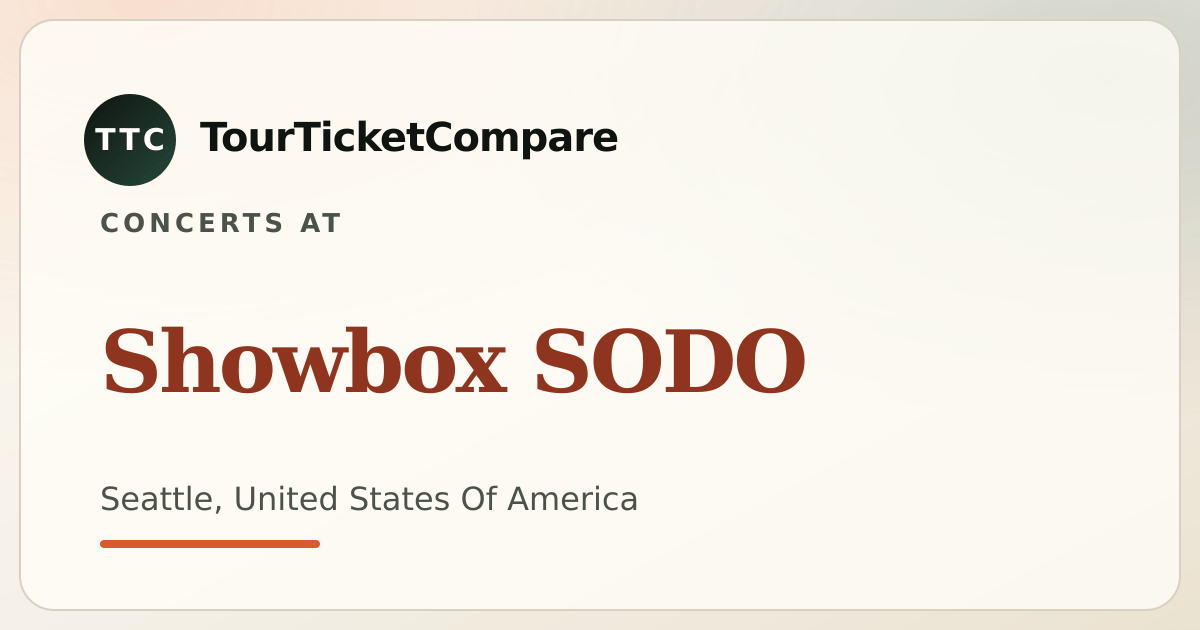 TTC TourTicketCompare
CONCERTS AT
Showbox SODO
Seattle, United States Of America